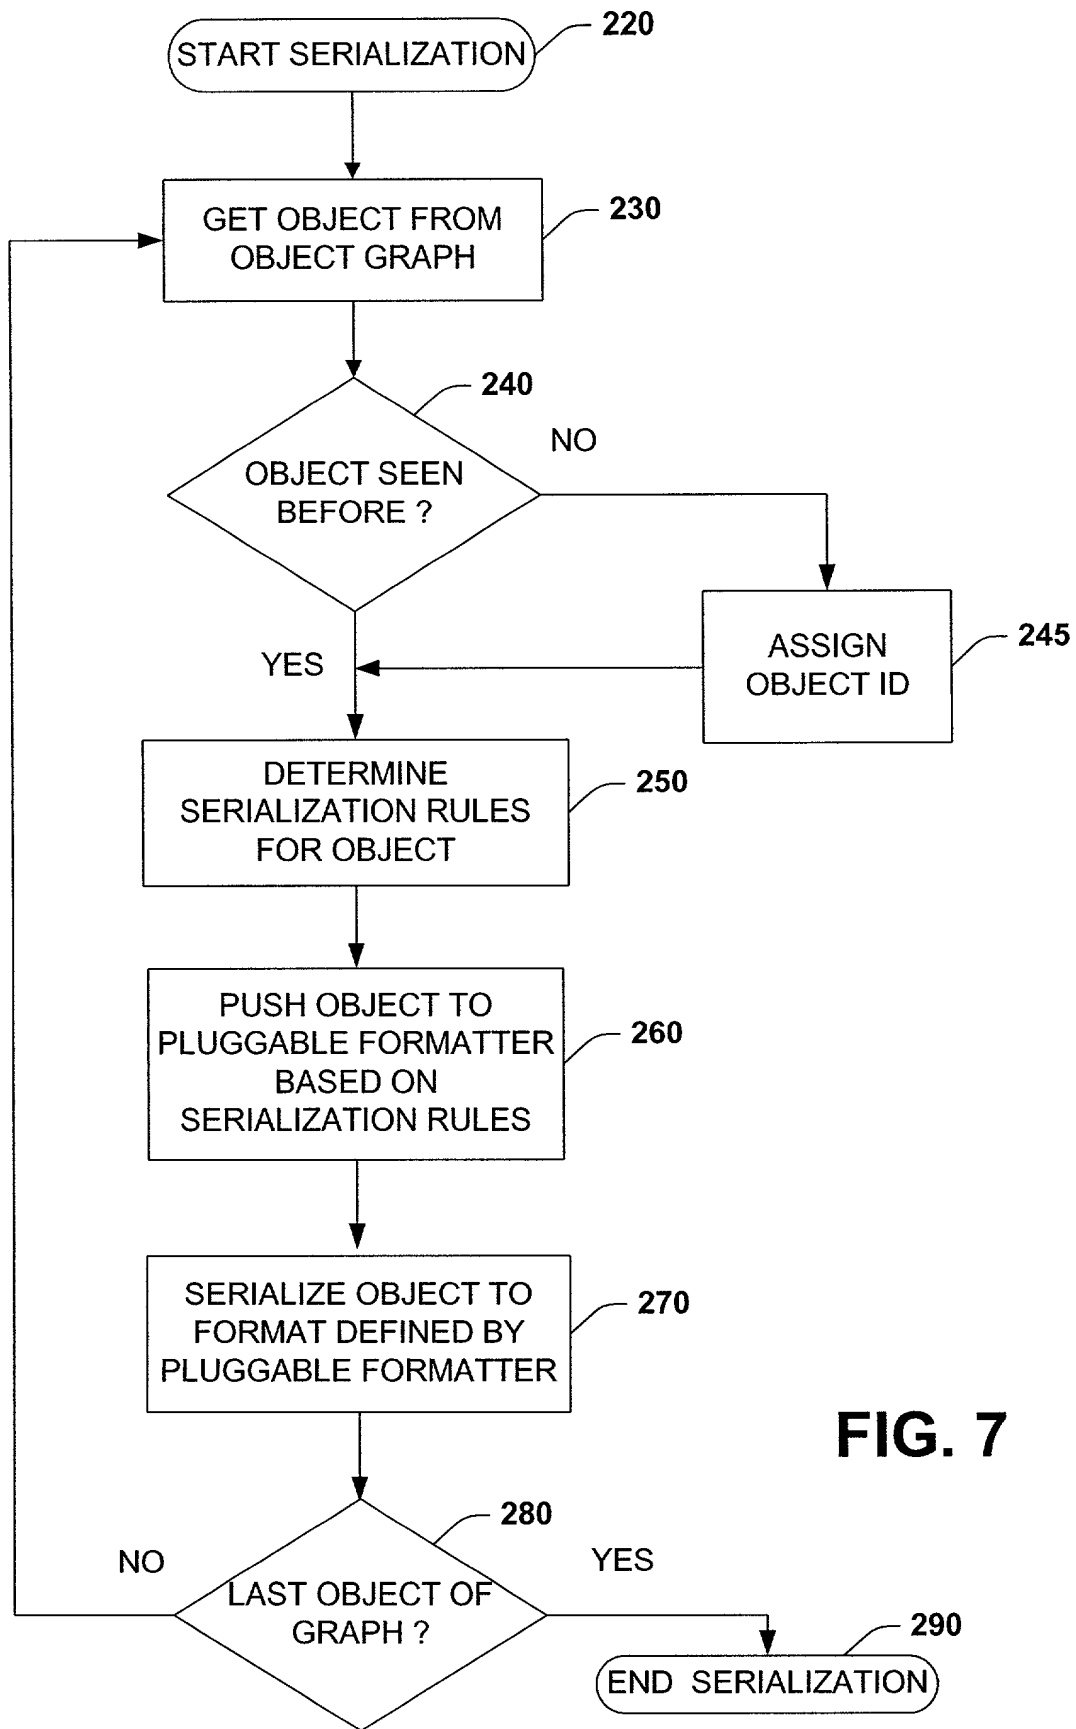 START SERIALIZATION
220
GET OBJECT FROM
OBJECT GRAPH
230
240
OBJECT SEEN
BEFORE ?
NO
YES
ASSIGN
OBJECT ID
245
DETERMINE
SERIALIZATION RULES
FOR OBJECT
250
PUSH OBJECT TO
PLUGGABLE FORMATTER
BASED ON
SERIALIZATION RULES
260
SERIALIZE OBJECT TO
FORMAT DEFINED BY
PLUGGABLE FORMATTER
270
FIG. 7
280
NO
LAST OBJECT OF
GRAPH ?
YES
290
END SERIALIZATION